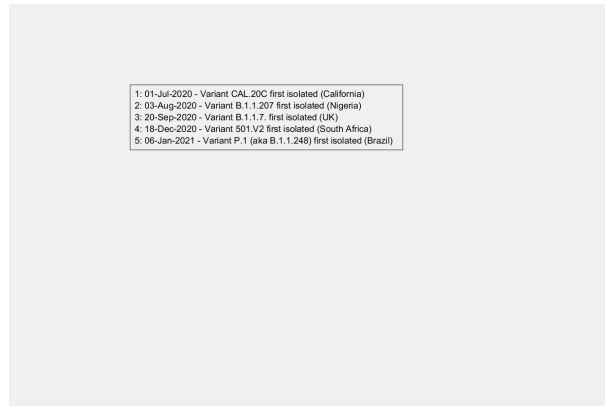 1: 01-Jul-2020 - Variant CAL.20C first isolated (California)
2: 03-Aug-2020 - Variant B.1.1.207 first isolated (Nigeria)
3: 20-Sep-2020 - Variant B.1.1.7. first isolated (UK)
4: 18-Dec-2020 - Variant 501.V2 first isolated (South Africa)
5: 06-Jan-2021 - Variant P.1 (aka B.1.1.248) first isolated (Brazil)